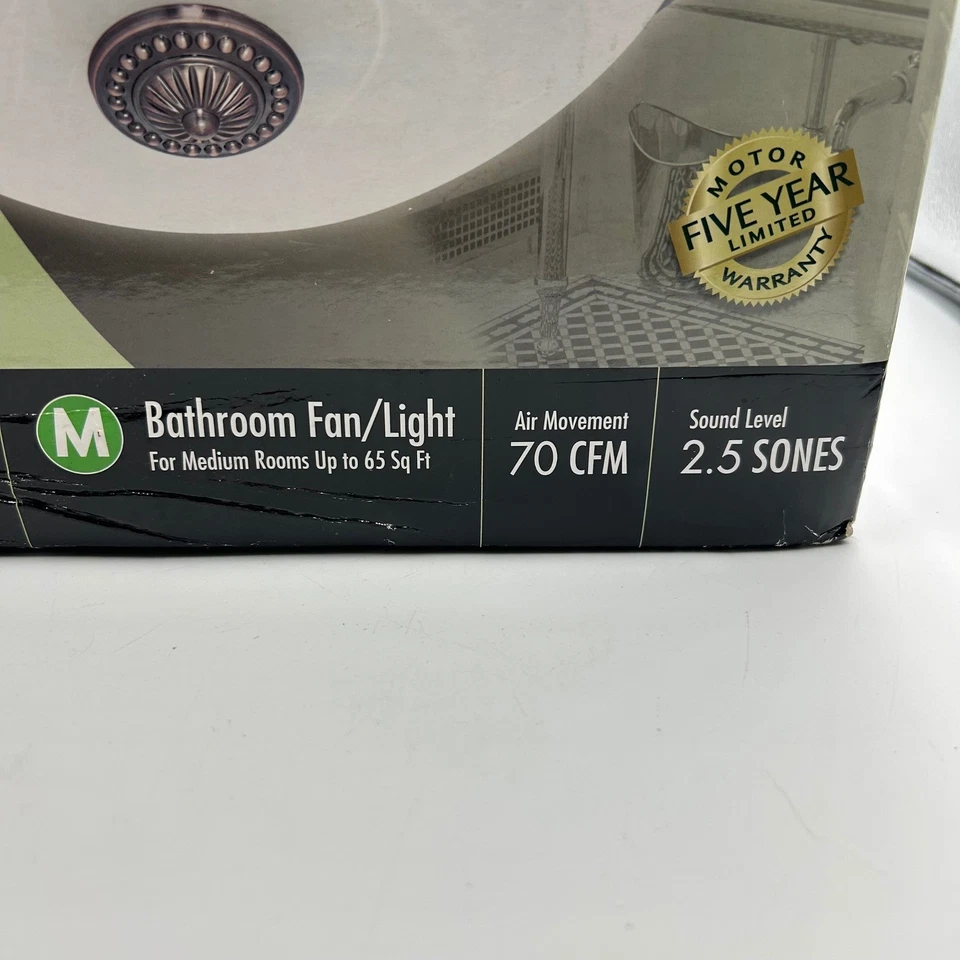 MOTOR
FIVE YEAR
LIMITED
WARRANTY
M
Bathroom Fan/Light
For Medium Rooms Up to 65 Sq Ft
Air Movement
70 CFM
Sound Level
2.5 SONES